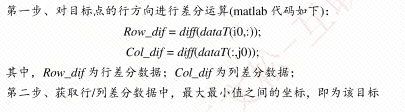 第一步、对目标点的行方向进行差分运算(matlab 代码如下):
Row_dif = diff(dataT(i0,:));
Col_dif = diff(dataT(:,j0));
其中，Row_dif 为行差分数据；Col_dif 为列差分数据；
第二步、获取行/列差分数据中，最大最小值之间的坐标，即为该目标